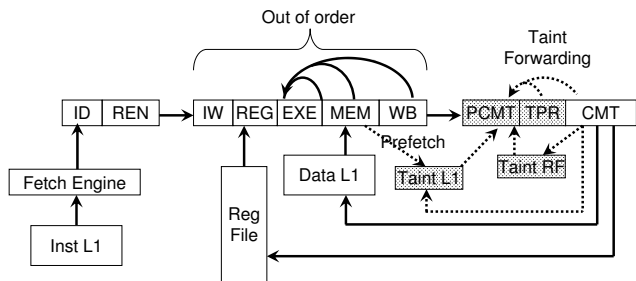 Out of order
Taint
Forwarding
ID REN IW REG EXE MEM WB PCMT TPR CMT
Prefetch
Fetch Engine
Data L1
Taint L1
Taint RF
Reg
File
Inst L1